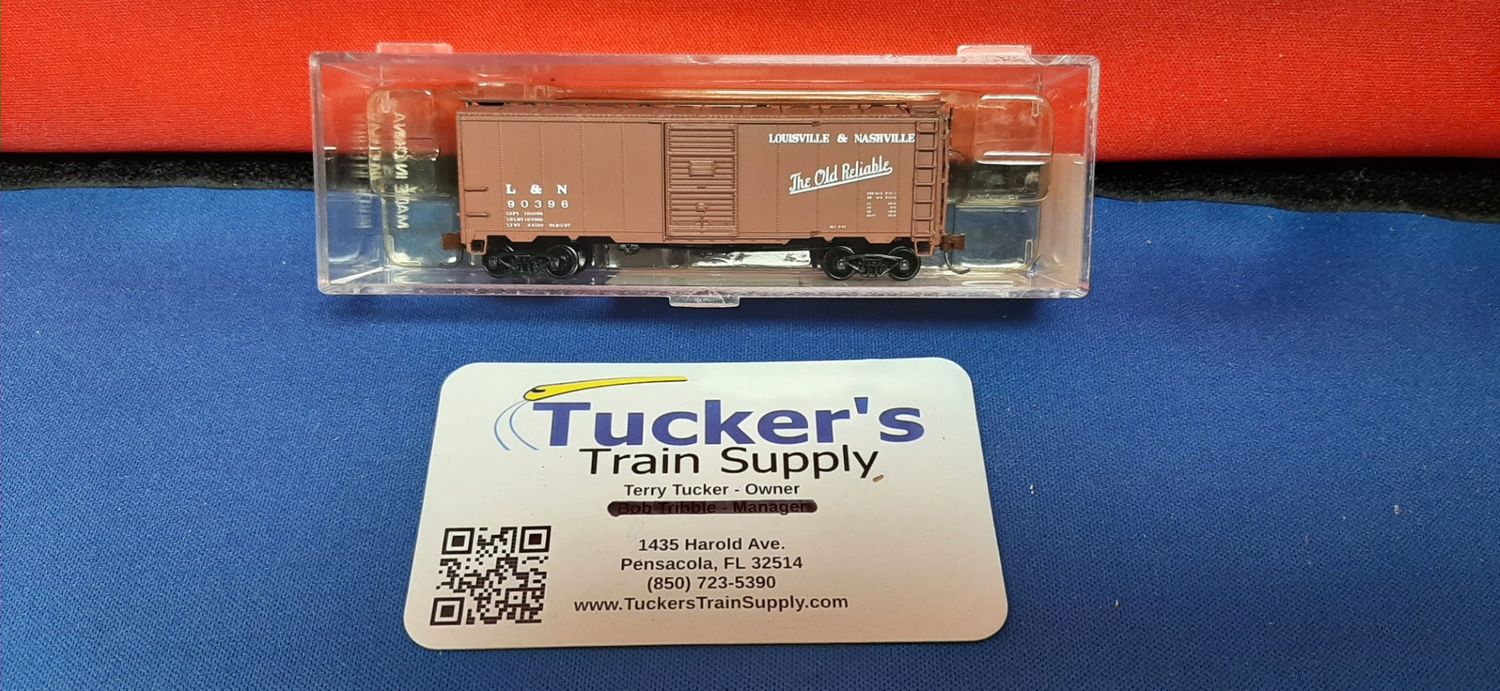 LOUISVILLE & NASHVILLE
The Old Reliable
L & N
90396
Tucker's
Train Supply
Terry Tucker - Owner
Bob Tribble - Manager
1435 Harold Ave.
Pensacola, FL 32514
(850) 723-5390
www.TuckersTrainSupply.com